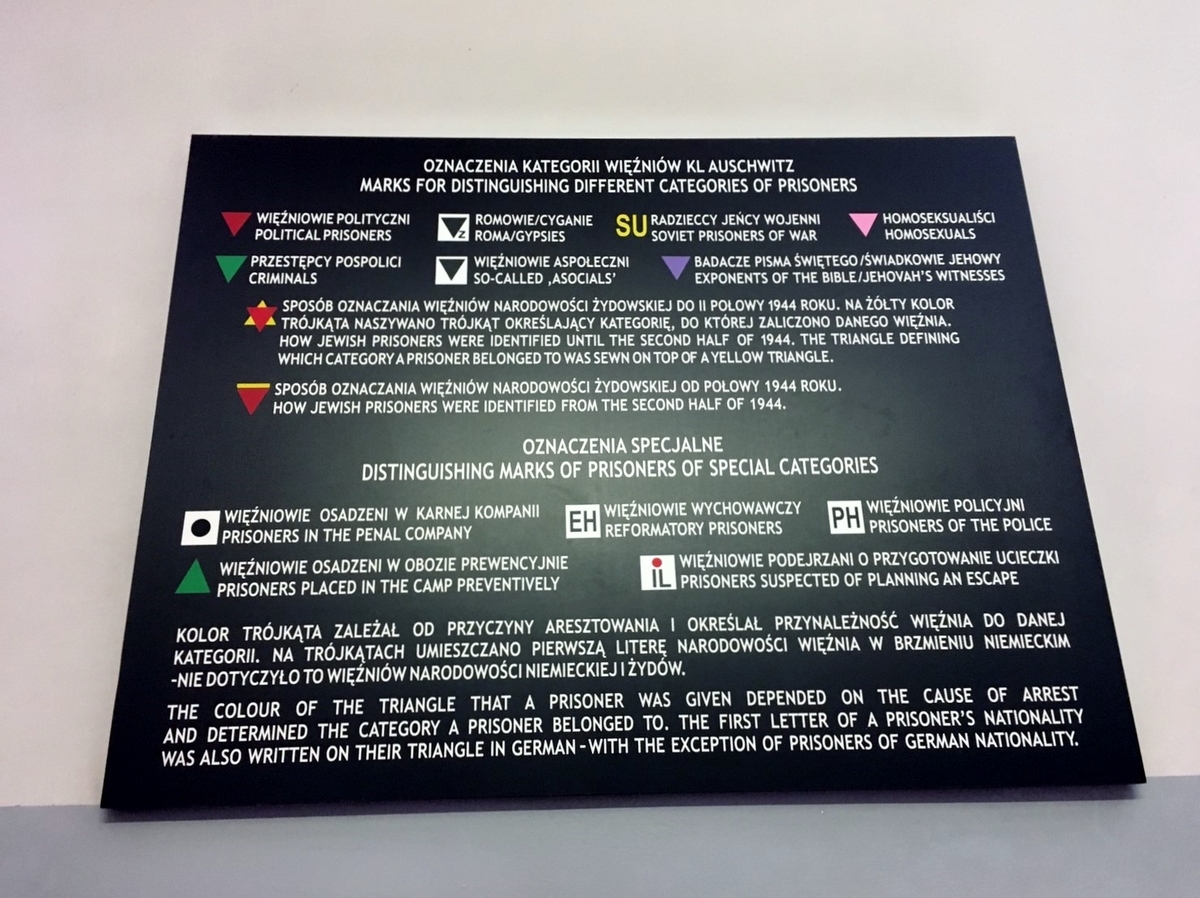 OZNACZENIA KATEGORII WIĘŹNIÓW KL AUSCHWITZ
MARKS FOR DISTINGUISHING DIFFERENT CATEGORIES OF PRISONERS
WIĘŹNIOWIE POLITYCZNI
POLITICAL PRISONERS
Z
ROMOWIE/CYGANIE
ROMA/GYPSIES
SU
RADZIECCY JEŃCY WOJENNI
SOVIET PRISONERS OF WAR
HOMOSEKSUALIŚCI
HOMOSEXUALS
PRZESTĘPCY POSPOLICI
CRIMINALS
WIĘŹNIOWIE ASPOŁECZNI
SO-CALLED ‚ASOCIALS'
BADACZE PISMA ŚWIĘTEGO/ŚWIADKOWIE JEHOWY
EXPONENTS OF THE BIBLE/JEHOVAH'S WITNESSES
SPOSÓB OZNACZANIA WIĘŹNIÓW NARODOWOŚCI ŻYDOWSKIEJ DO II POŁOWY 1944 ROKU. NA ŻÓŁTY KOLOR
TRÓJKĄTA NASZYWANO TRÓJKĄT OKREŚLAJĄCY KATEGORIĘ, DO KTÓREJ ZALICZONO DANEGO WIĘŹNIA.
HOW JEWISH PRISONERS WERE IDENTIFIED UNTIL THE SECOND HALF OF 1944. THE TRIANGLE DEFINING
WHICH CATEGORY A PRISONER BELONGED TO WAS SEWN ON TOP OF A YELLOW TRIANGLE.
SPOSÓB OZNACZANIA WIĘŹNIÓW NARODOWOŚCI ŻYDOWSKIEJ OD POŁOWY 1944 ROKU.
HOW JEWISH PRISONERS WERE IDENTIFIED FROM THE SECOND HALF OF 1944.
OZNACZENIA SPECJALNE
DISTINGUISHING MARKS OF PRISONERS OF SPECIAL CATEGORIES
WIĘŹNIOWIE OSADZENI W KARNEJ KOMPANII
PRISONERS IN THE PENAL COMPANY
EH
WIĘŹNIOWIE WYCHOWAWCZY
REFORMATORY PRISONERS
PH
WIĘŹNIOWIE POLICYJNI
PRISONERS OF THE POLICE
WIĘŹNIOWIE OSADZENI W OBOZIE PREWENCYJNIE
PRISONERS PLACED IN THE CAMP PREVENTIVELY
iL
WIĘŹNIOWIE PODEJRZANI O PRZYGOTOWANIE UCIECZKI
PRISONERS SUSPECTED OF PLANNING AN ESCAPE
KOLOR TRÓJKĄTA ZALEŻAŁ OD PRZYCZYNY ARESZTOWANIA I OKREŚLAŁ PRZYNALEŻNOŚĆ WIĘŹNIA DO DANEJ
KATEGORII. NA TRÓJKĄTACH UMIESZCZANO PIERWSZĄ LITERĘ NARODOWOŚCI WIĘŹNIA W BRZMIENIU NIEMIECKIM
-NIE DOTYCZYŁO TO WIĘŹNIÓW NARODOWOŚCI NIEMIECKIEJ I ŻYDÓW.
THE COLOUR OF THE TRIANGLE THAT A PRISONER WAS GIVEN DEPENDED ON THE CAUSE OF ARREST
AND DETERMINED THE CATEGORY A PRISONER BELONGED TO. THE FIRST LETTER OF A PRISONER'S NATIONALITY
WAS ALSO WRITTEN ON THEIR TRIANGLE IN GERMAN - WITH THE EXCEPTION OF PRISONERS OF GERMAN NATIONALITY.